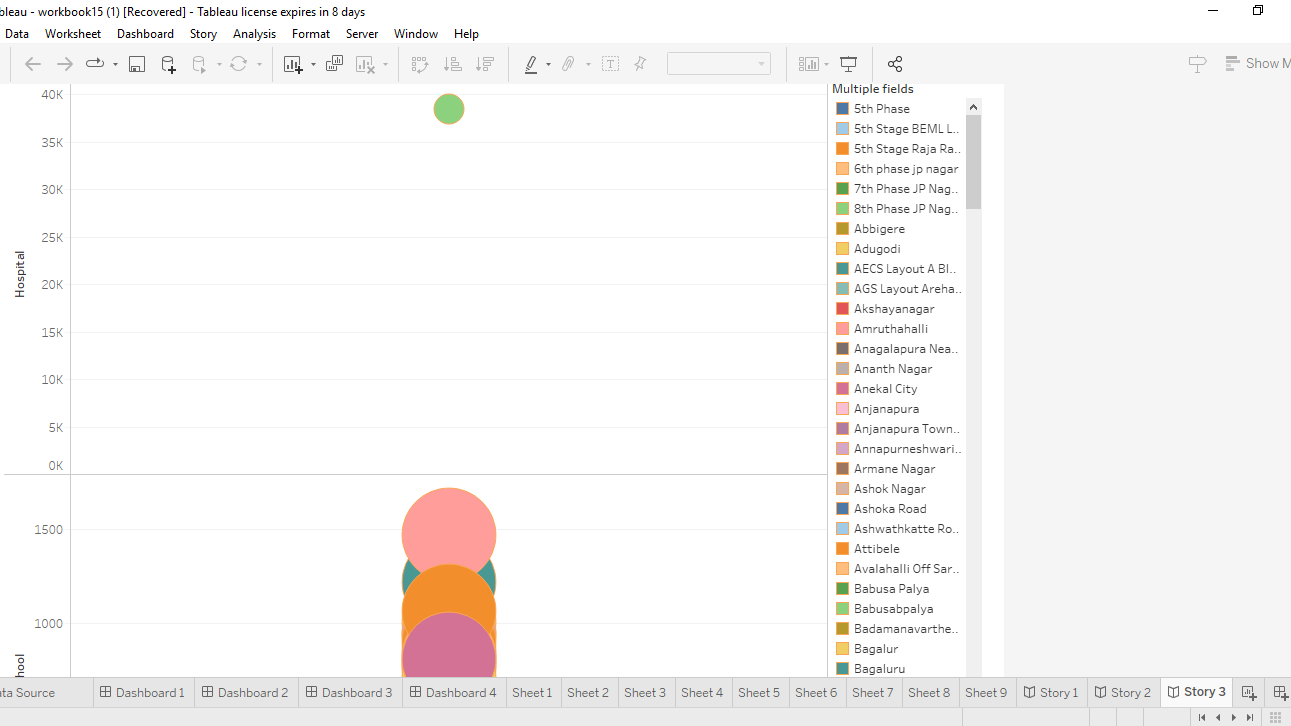 bleau - workbook15 (1) [Recovered] - Tableau license expires in 8 days
Data Worksheet Dashboard Story Analysis Format Server Window Help
Show M
40K
35K
30K
25K
20K
15K
10K
5K
0K
Hospital
1500
1000
hool
Multiple fields
5th Phase
5th Stage BEML L..
5th Stage Raja Ra..
6th phase jp nagar
7th Phase JP Nag..
8th Phase JP Nag..
Abbigere
Adugodi
AECS Layout A Bl..
AGS Layout Areha..
Akshayanagar
Amruthahalli
Anagalapura Nea..
Ananth Nagar
Anekal City
Anjanapura
Anjanapura Town..
Annapurneshwari..
Armane Nagar
Ashok Nagar
Ashoka Road
Ashwathkatte Ro..
Attibele
Avalahalli Off Sar..
Babusa Palya
Babusabpalya
Badamanavarthe..
Bagalur
Bagaluru
ata Source Dashboard 1 Dashboard 2 Dashboard 3 Dashboard 4 Sheet 1 Sheet 2 Sheet 3 Sheet 4 Sheet 5 Sheet 6 Sheet 7 Sheet 8 Sheet 9 Story 1 Story 2 Story 3